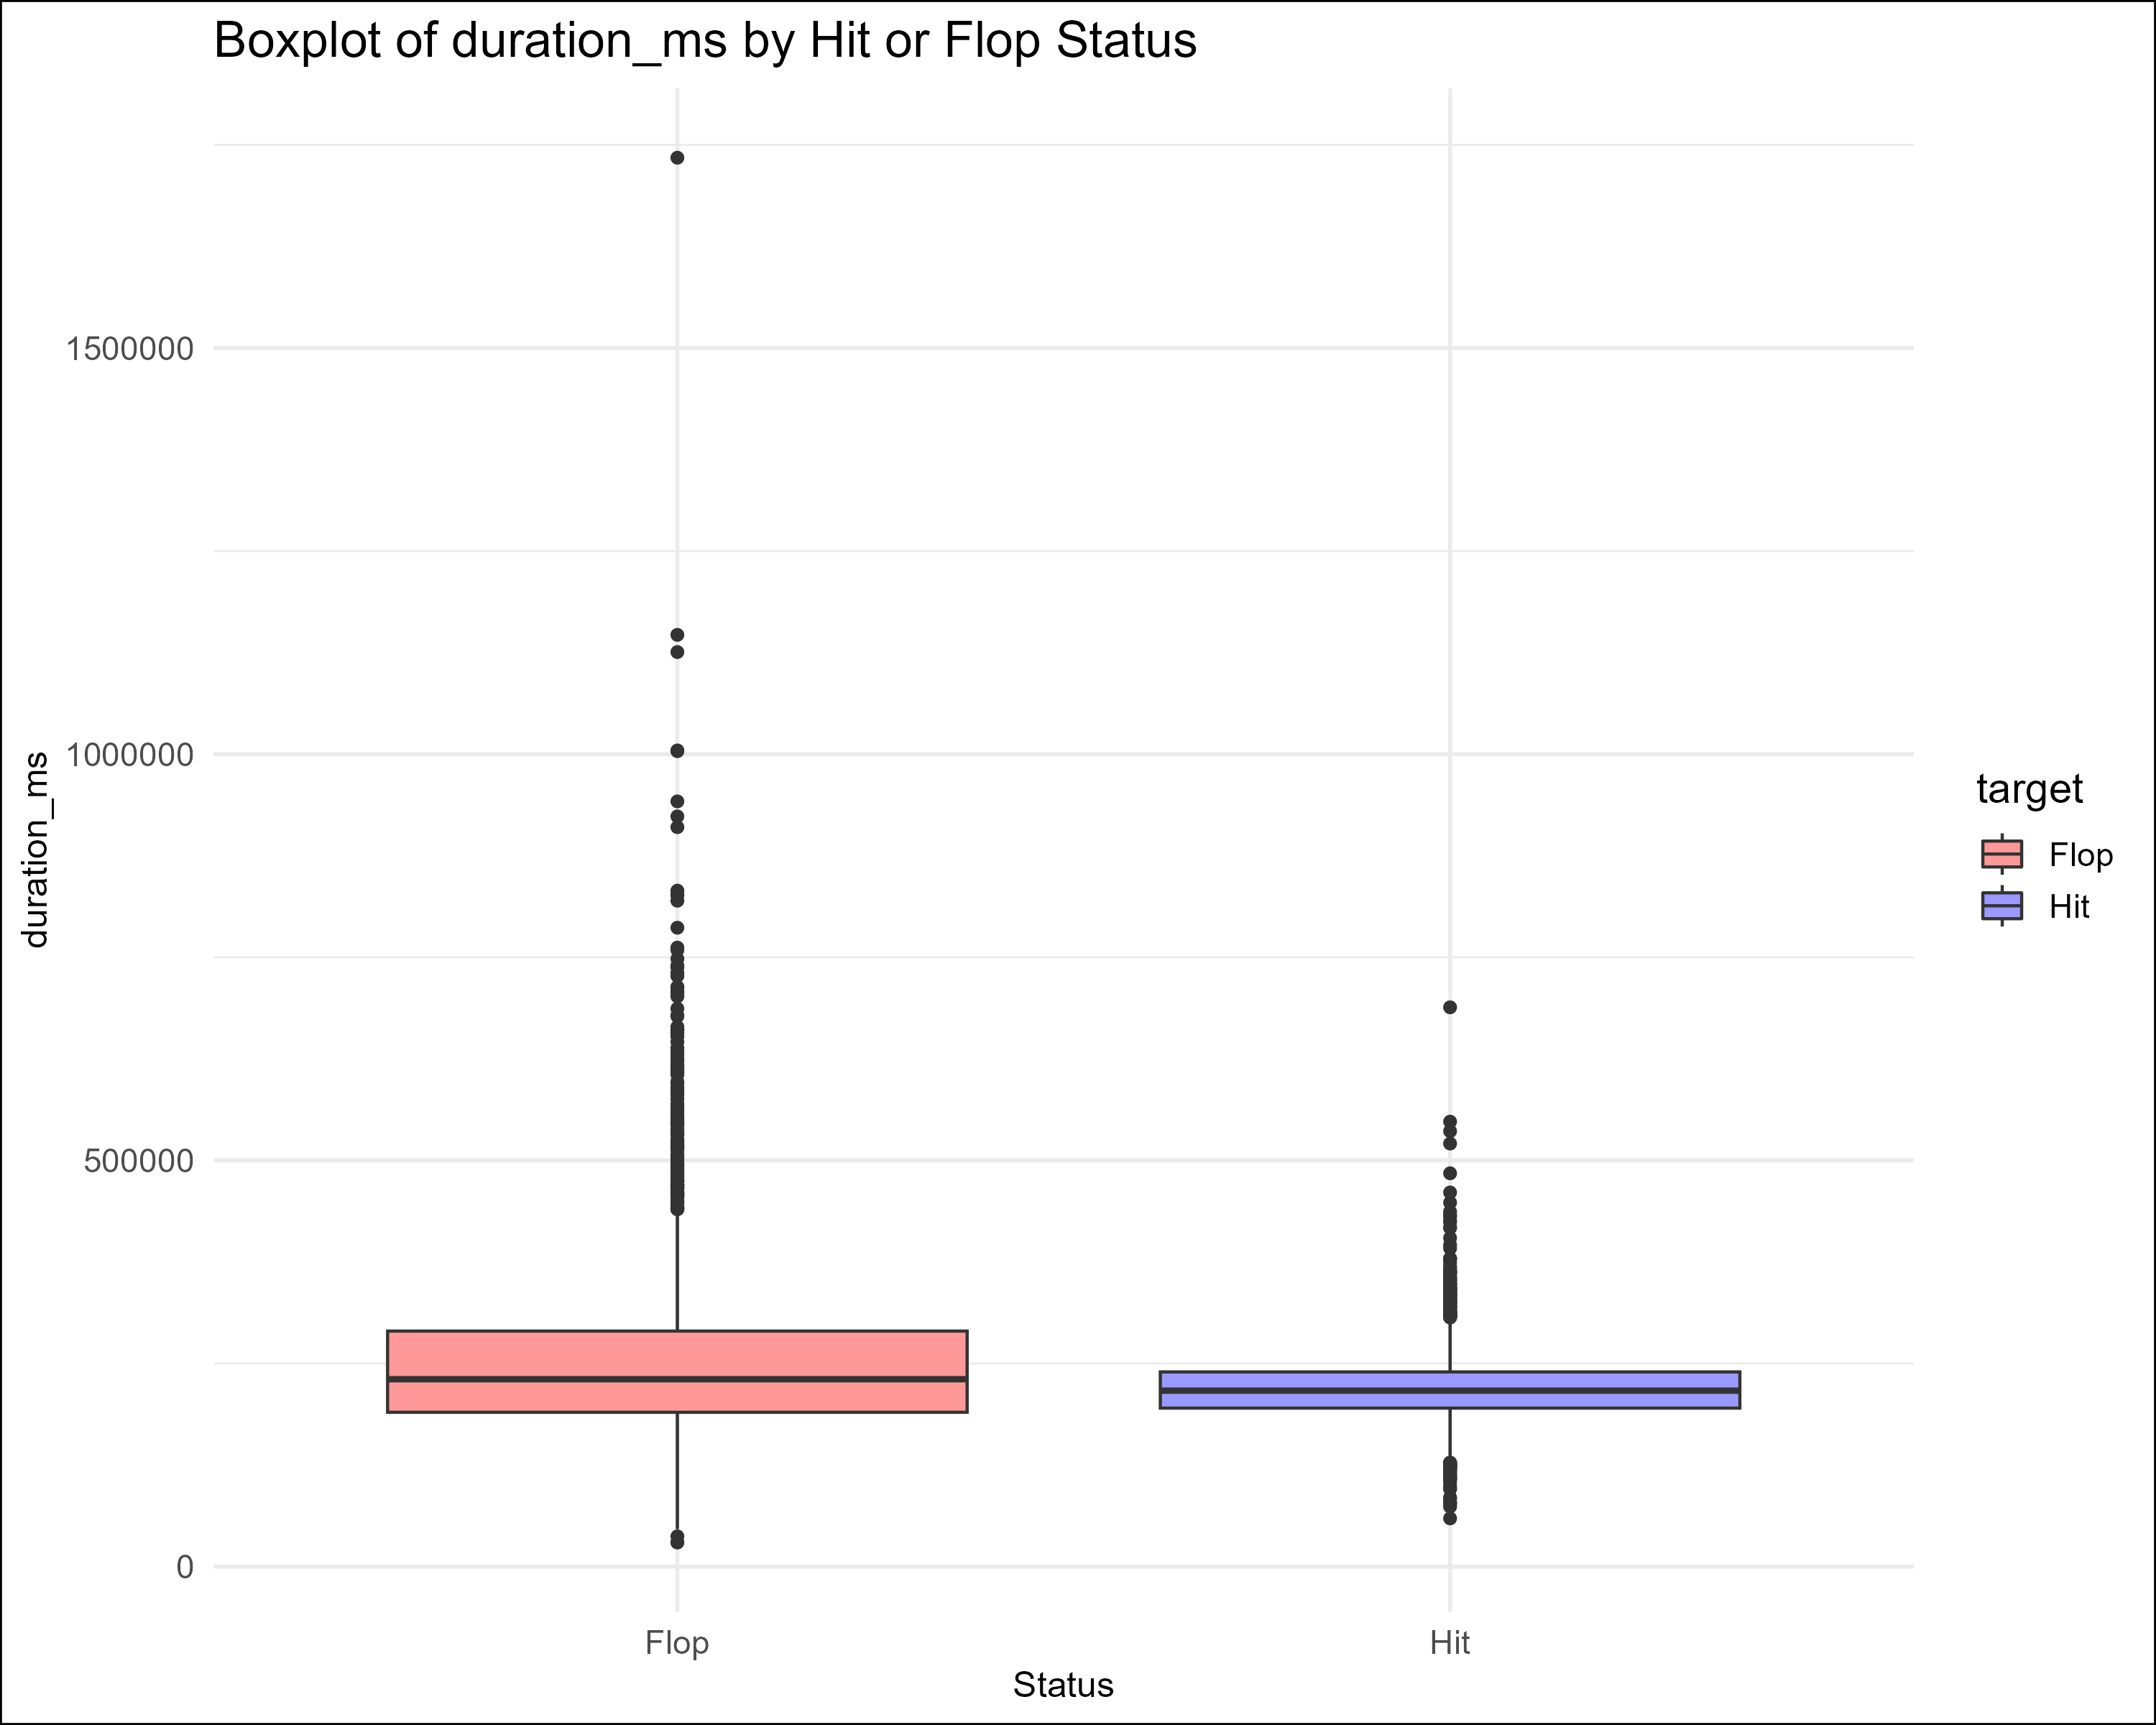 Boxplot of duration_ms by Hit or Flop Status
1500000
1000000
500000
0
duration_ms
Flop
Hit
Status
target
Flop
Hit